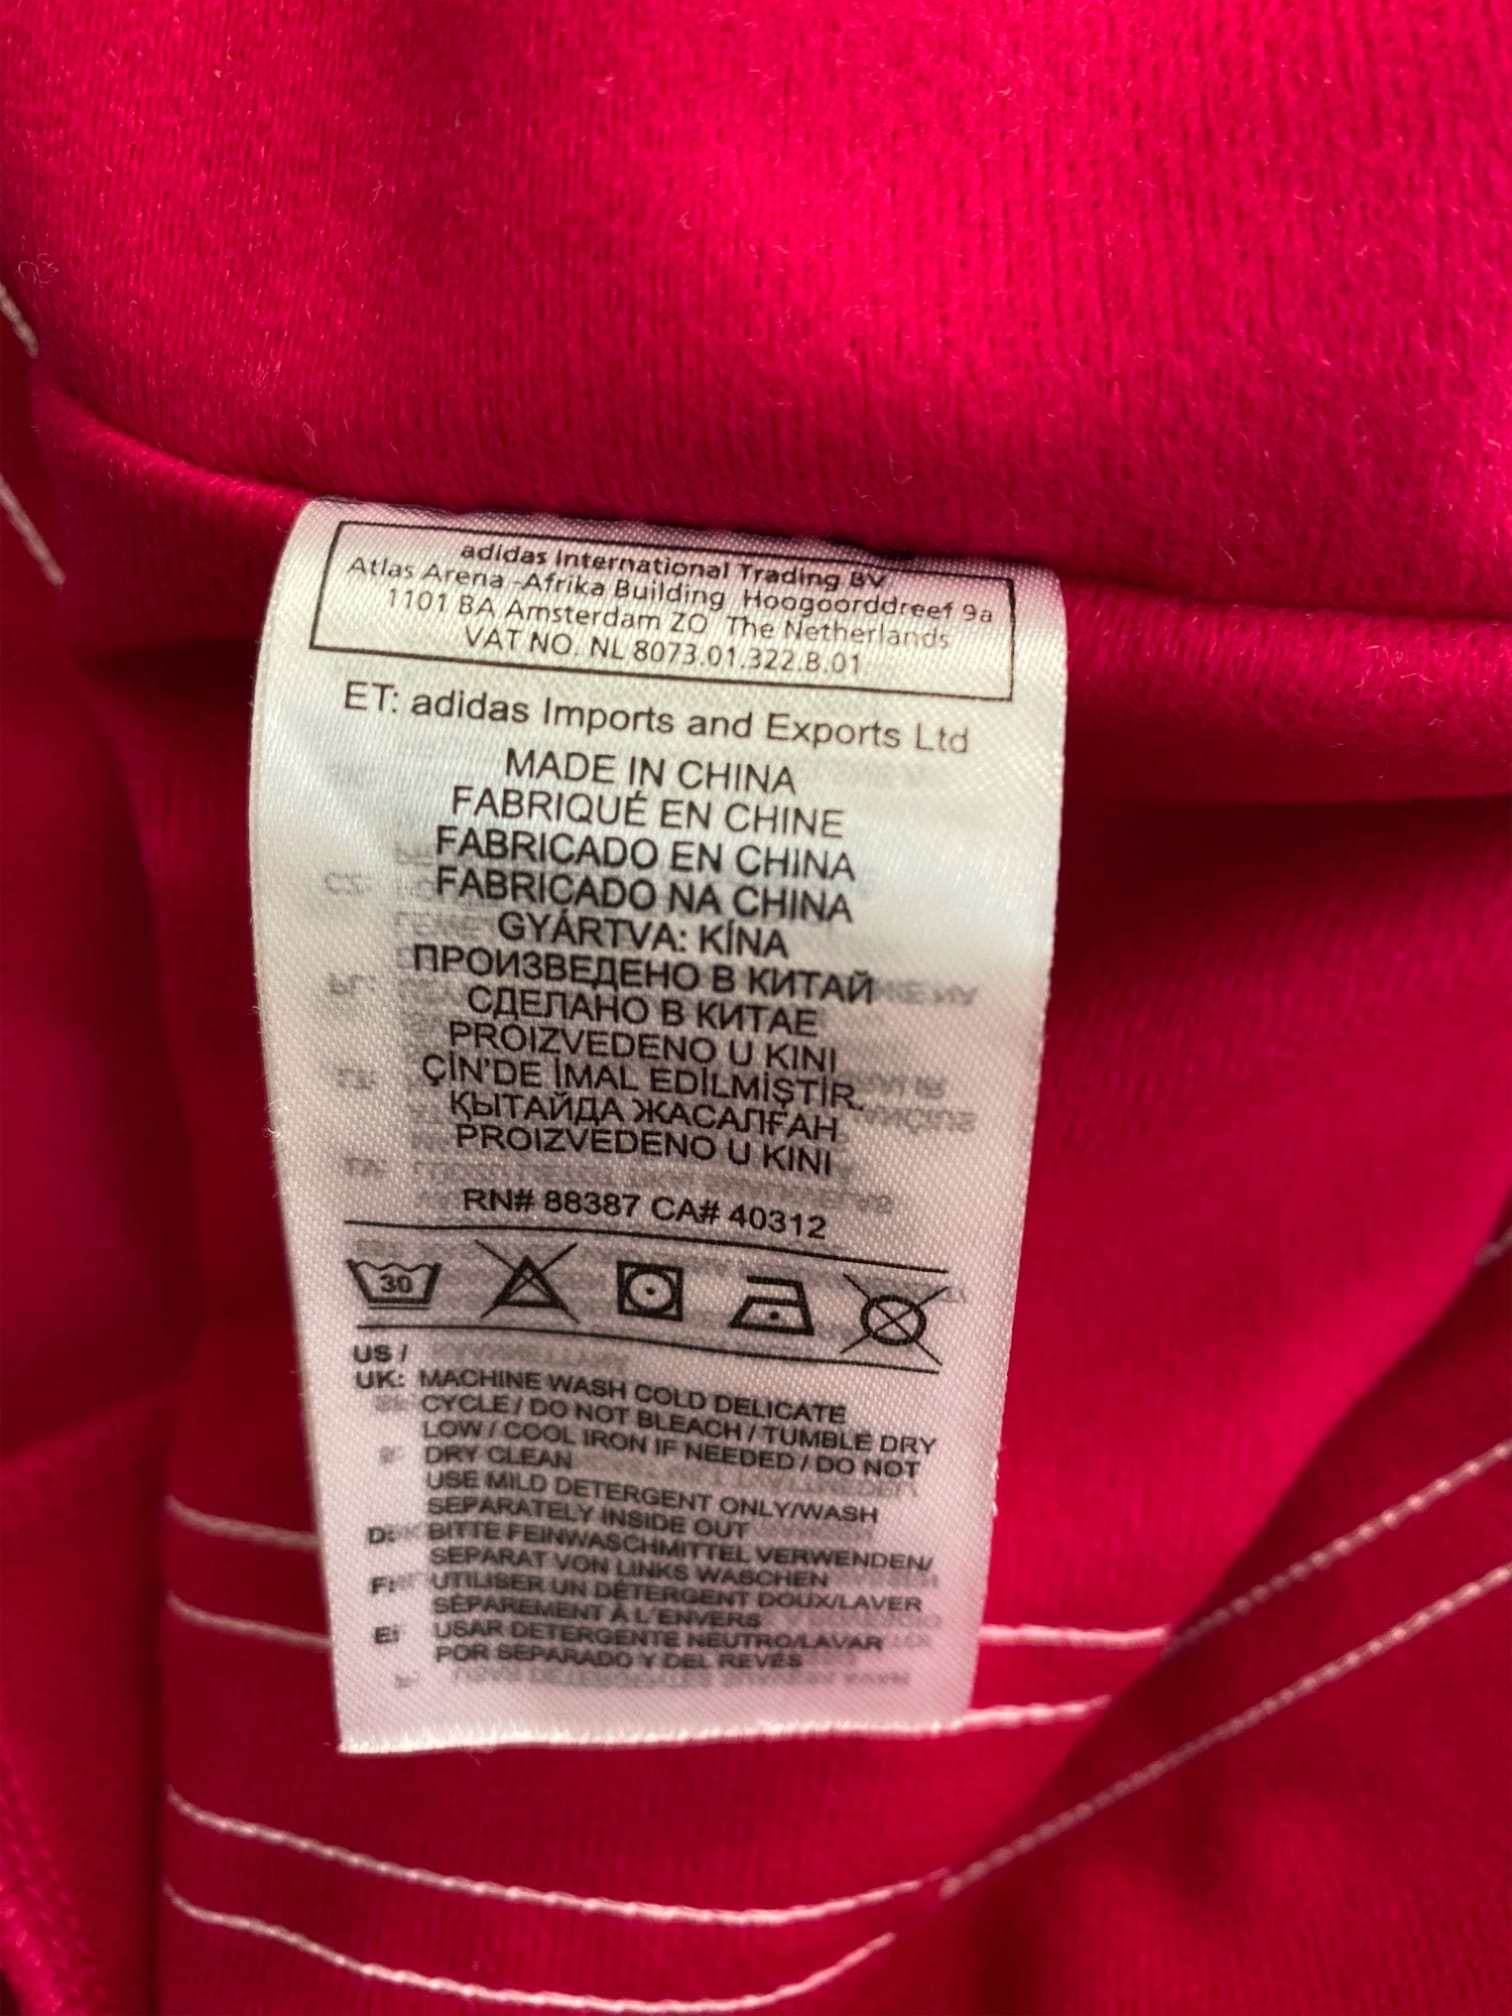 adidas International Trading BV
Atlas Arena -Afrika Building Hoogoorddreef 9a
1101 BA Amsterdam ZO The Netherlands
VAT NO. NL 8073.01.322.B.01
ET: adidas Imports and Exports Ltd
MADE IN CHINA
FABRIQUÉ EN CHINE
FABRICADO EN CHINA
FABRICADO NA CHINA
GYÁRTVA: KÍNA
ПРОИЗВЕДЕНО В КИТАЙ
СДЕЛАНО В КИТАЕ
PROIZVEDENO U KINI
ÇİN'DE İMAL EDİLMİŞTİR.
ҚЫТАЙДА ЖАСАЛҒАН
PROIZVEDENO U KINI
RN# 88387 CA# 40312
30
US /
UK: MACHINE WASH COLD DELICATE
CYCLE / DO NOT BLEACH / TUMBLE DRY
LOW / COOL IRON IF NEEDED / DO NOT
DRY CLEAN
USE MILD DETERGENT ONLY/WASH
SEPARATELY INSIDE OUT
BITTE FEINWASCHMITTEL VERWENDEN/
SEPARAT VON LINKS WASCHEN
UTILISER UN DÉTERGENT DOUX/LAVER
SÉPAREMENT À L'ENVERS
USAR DETERGENTE NEUTRO/LAVAR
POR SEPARADO Y DEL REVÉS